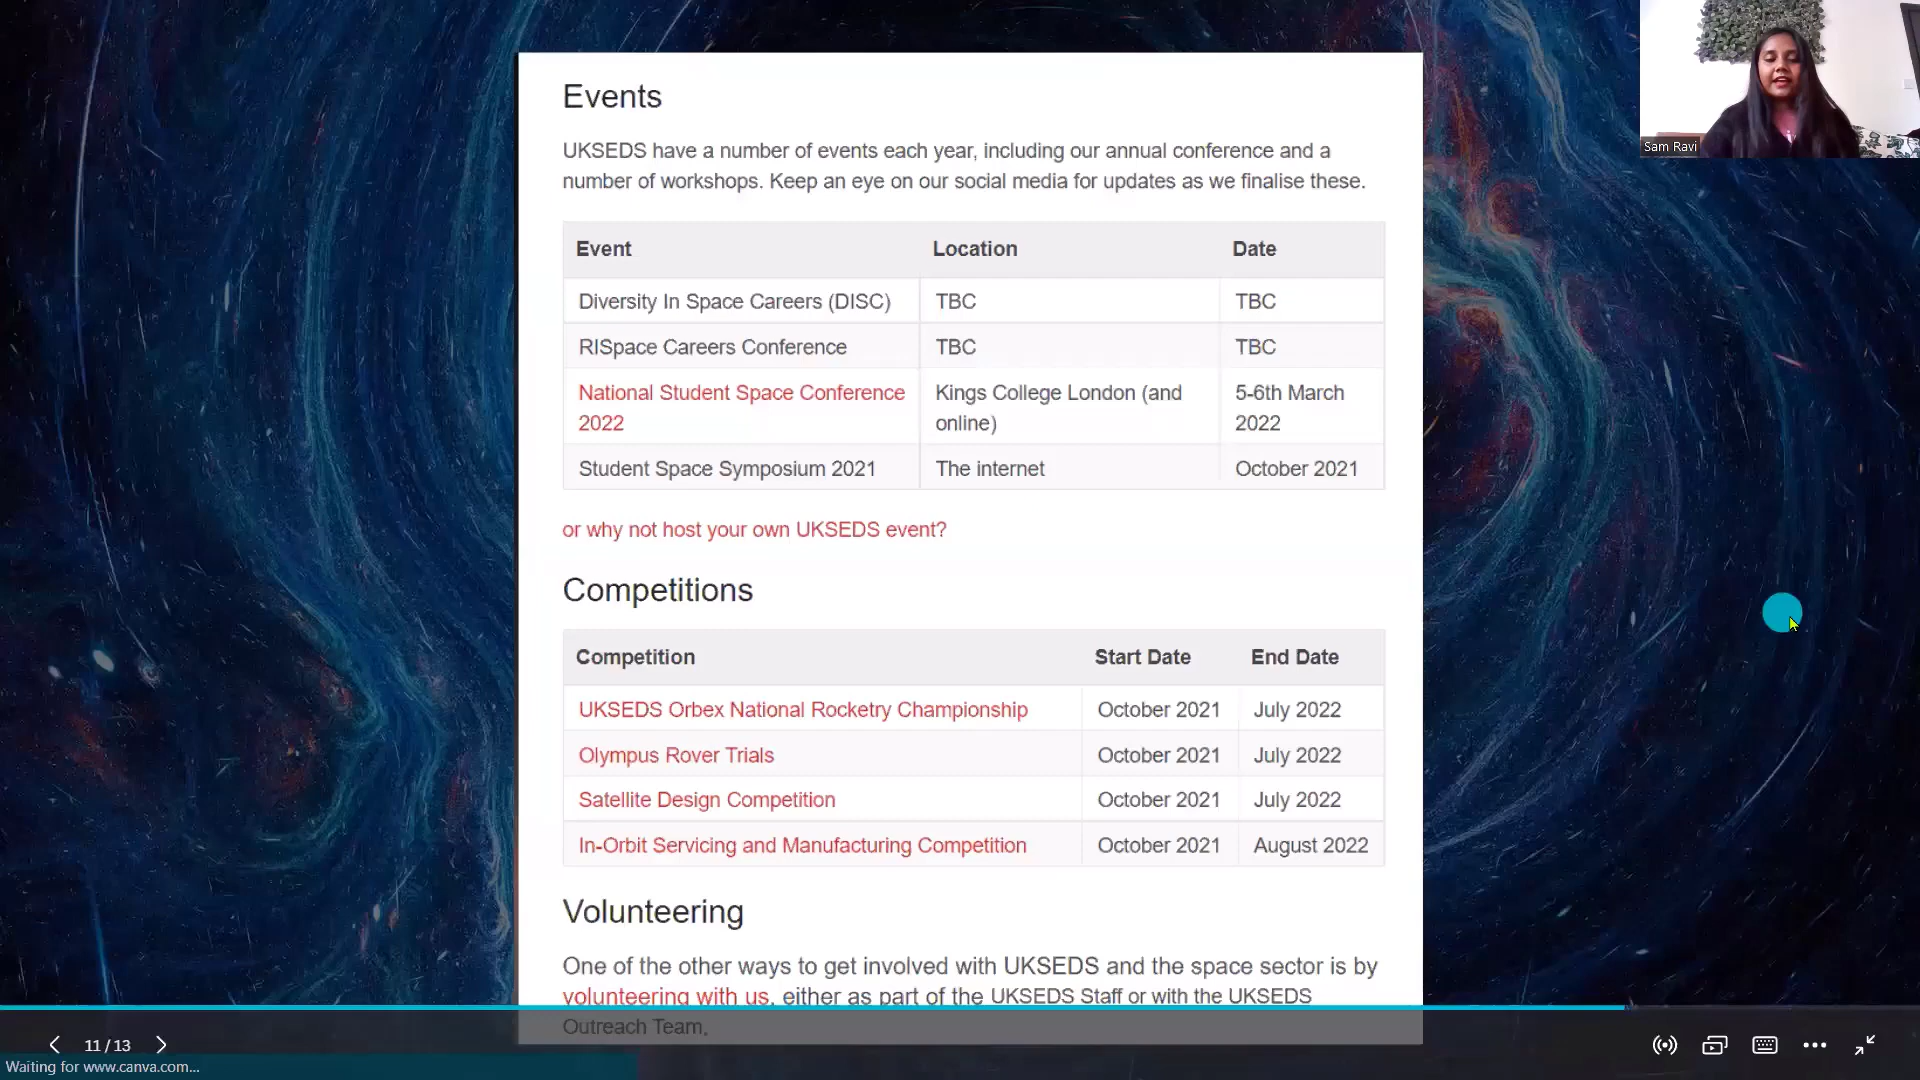 Events
UKSEDS have a number of events each year, including our annual conference and a
number of workshops. Keep an eye on our social media for updates as we finalise these.
Event Location Date
Diversity In Space Careers (DISC) TBC TBC
RISpace Careers Conference TBC TBC
National Student Space Conference 2022 Kings College London (and online) 5-6th March 2022
Student Space Symposium 2021 The internet October 2021
or why not host your own UKSEDS event?
Competitions
Competition Start Date End Date
UKSEDS Orbex National Rocketry Championship October 2021 July 2022
Olympus Rover Trials October 2021 July 2022
Satellite Design Competition October 2021 July 2022
In-Orbit Servicing and Manufacturing Competition October 2021 August 2022
Volunteering
One of the other ways to get involved with UKSEDS and the space sector is by
volunteering with us, either as part of the UKSEDS Staff or with the UKSEDS
Outreach Team,
Sam Ravi
11 / 13
Waiting for www.canva.com...